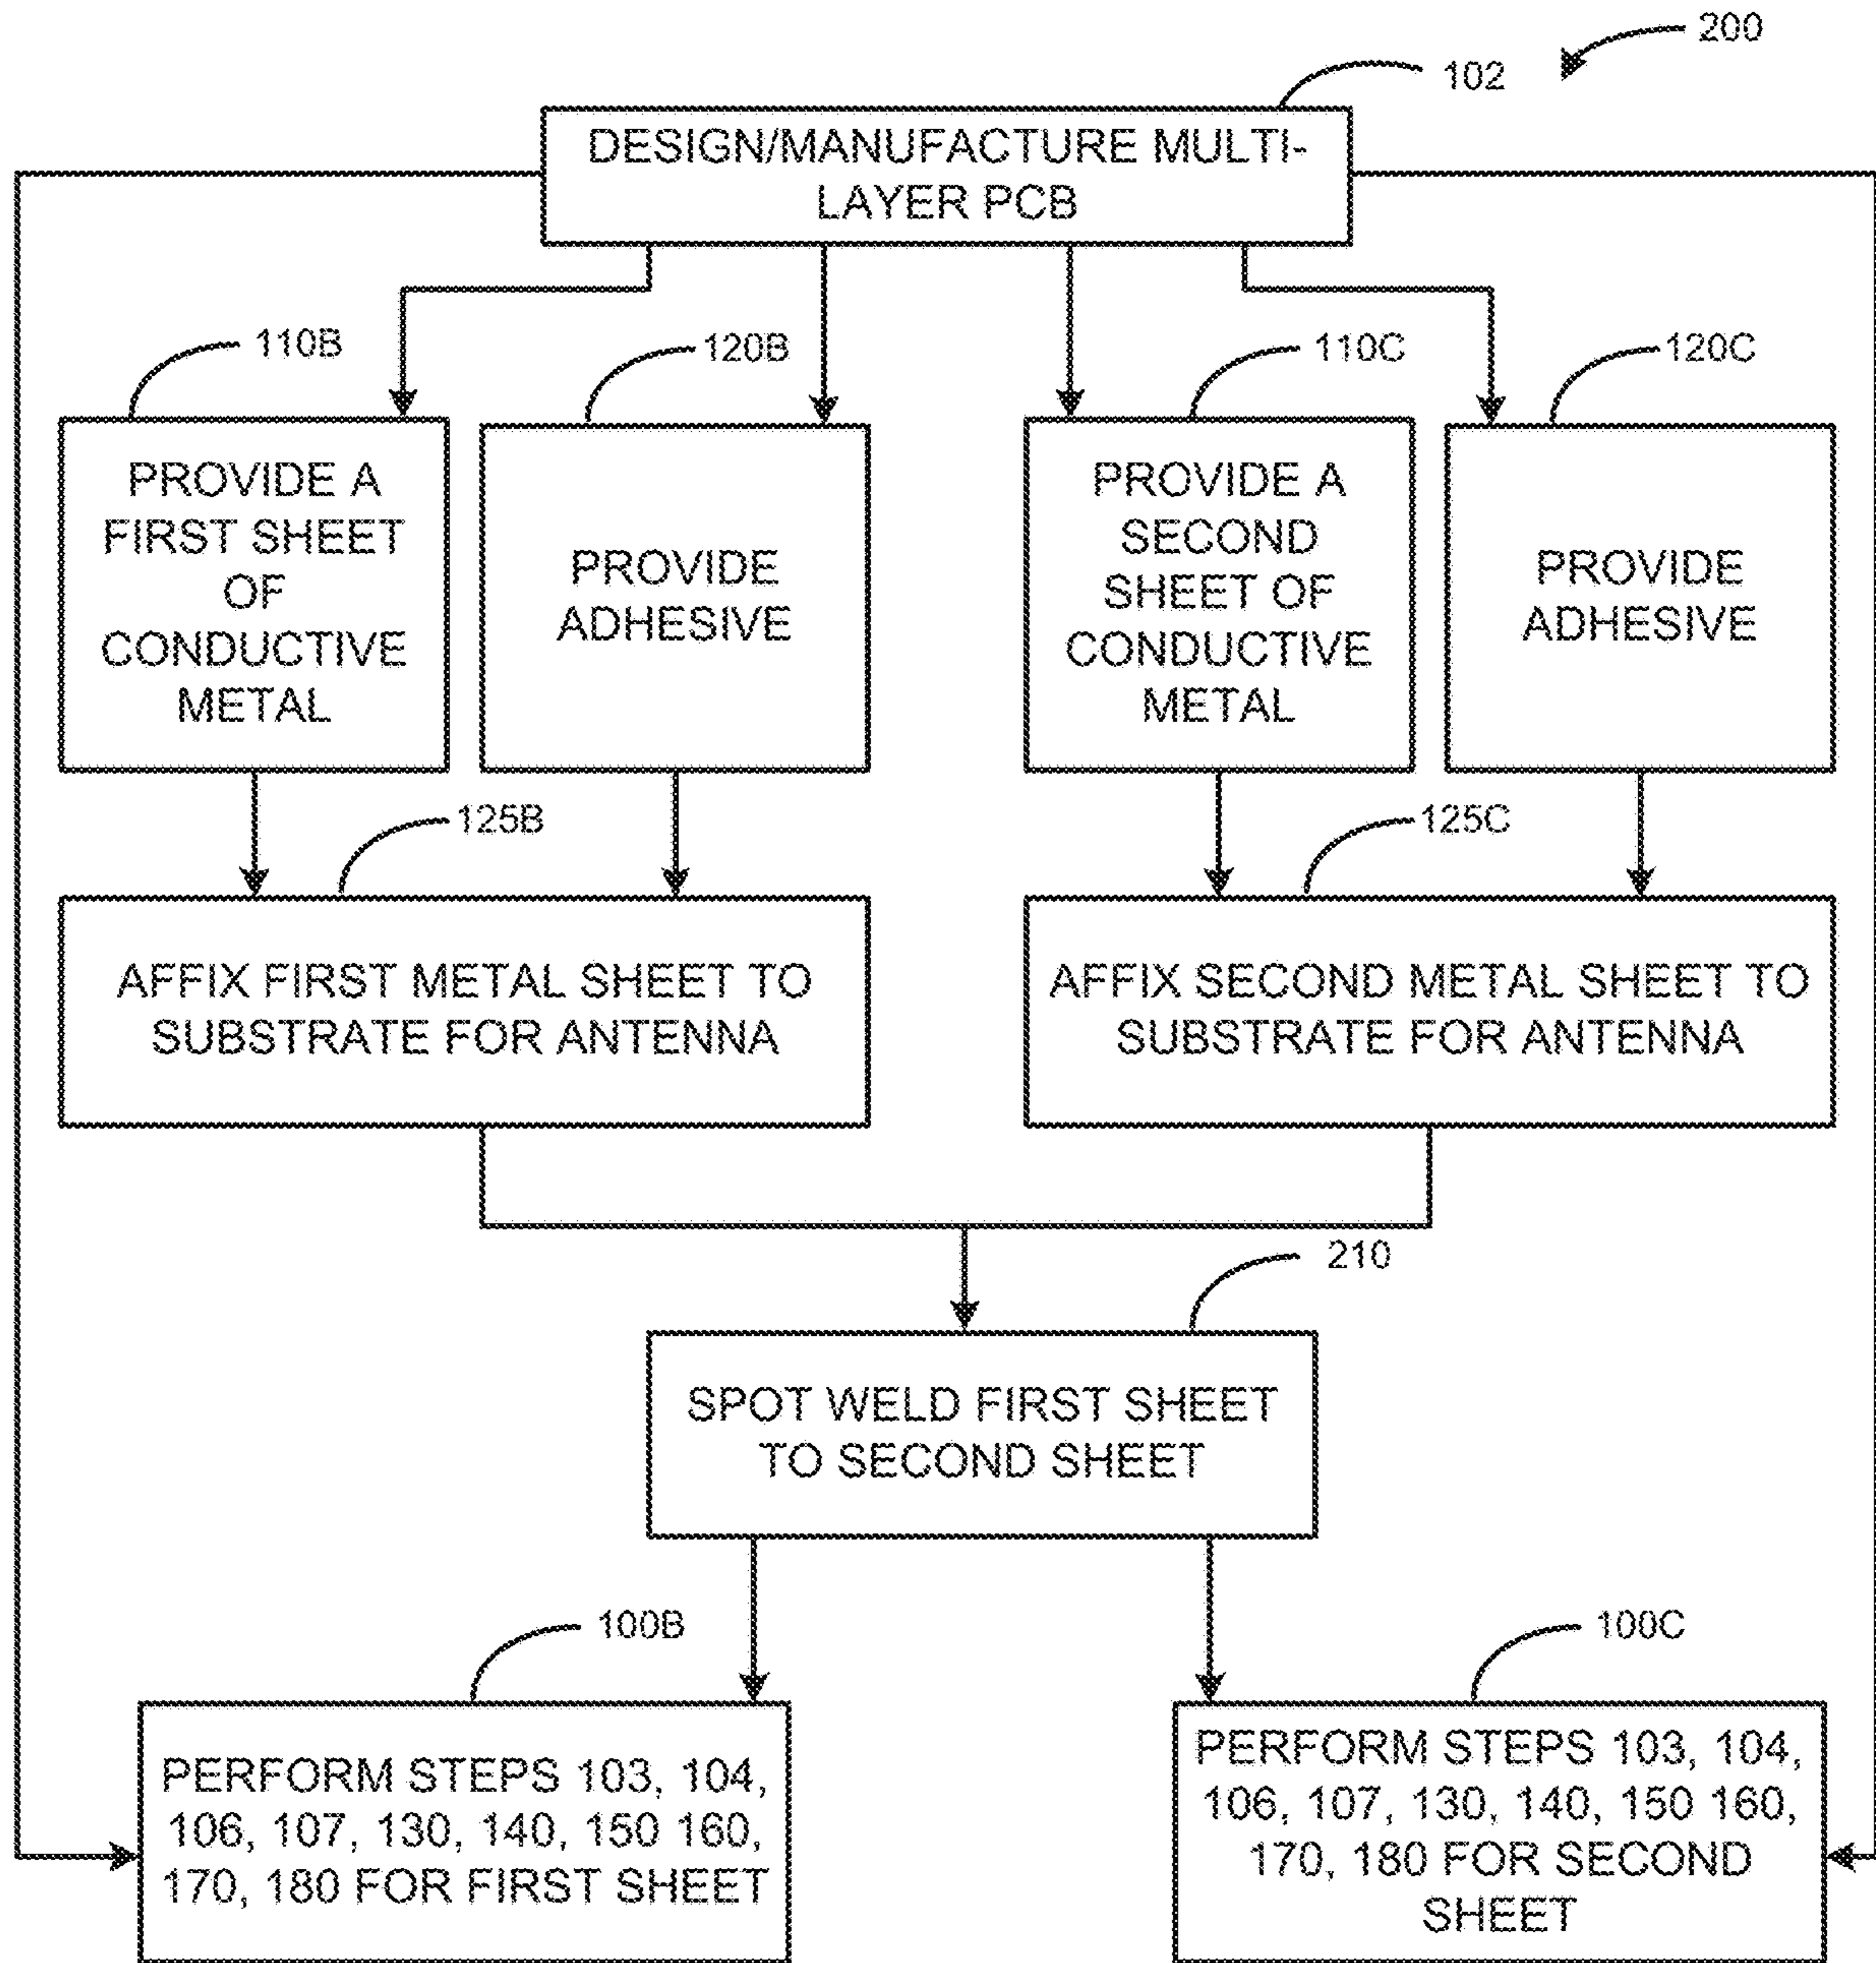 200
102
DESIGN/MANUFACTURE MULTI-
LAYER PCB
110B
120B
110C
120C
PROVIDE A
FIRST SHEET
OF
CONDUCTIVE
METAL
PROVIDE
ADHESIVE
PROVIDE A
SECOND
SHEET OF
CONDUCTIVE
METAL
PROVIDE
ADHESIVE
125B
125C
AFFIX FIRST METAL SHEET TO
SUBSTRATE FOR ANTENNA
AFFIX SECOND METAL SHEET TO
SUBSTRATE FOR ANTENNA
210
SPOT WELD FIRST SHEET
TO SECOND SHEET
100B
100C
PERFORM STEPS 103, 104,
106, 107, 130, 140, 150 160,
170, 180 FOR FIRST SHEET
PERFORM STEPS 103, 104,
106, 107, 130, 140, 150 160,
170, 180 FOR SECOND
SHEET